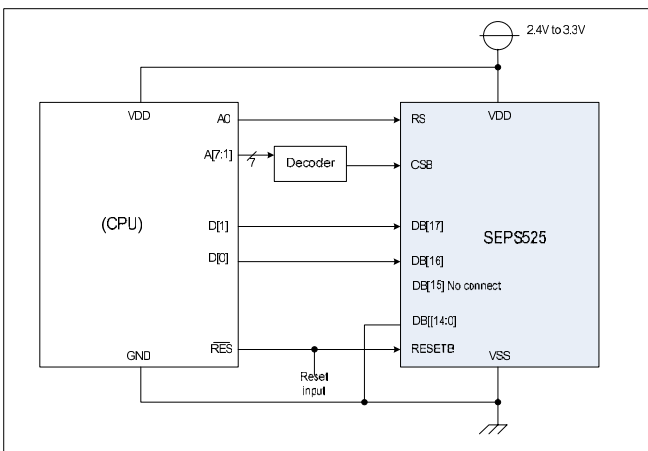 2.4V to 3.3V
VDD
A0
RS
VDD
A[7:1]
7
Decoder
CSB
(CPU)
D[1]
DB[17]
SEPS525
D[0]
DB[16]
DB[15] No connect
DB[[14:0]
RES
RESETB
GND
Reset
input
VSS